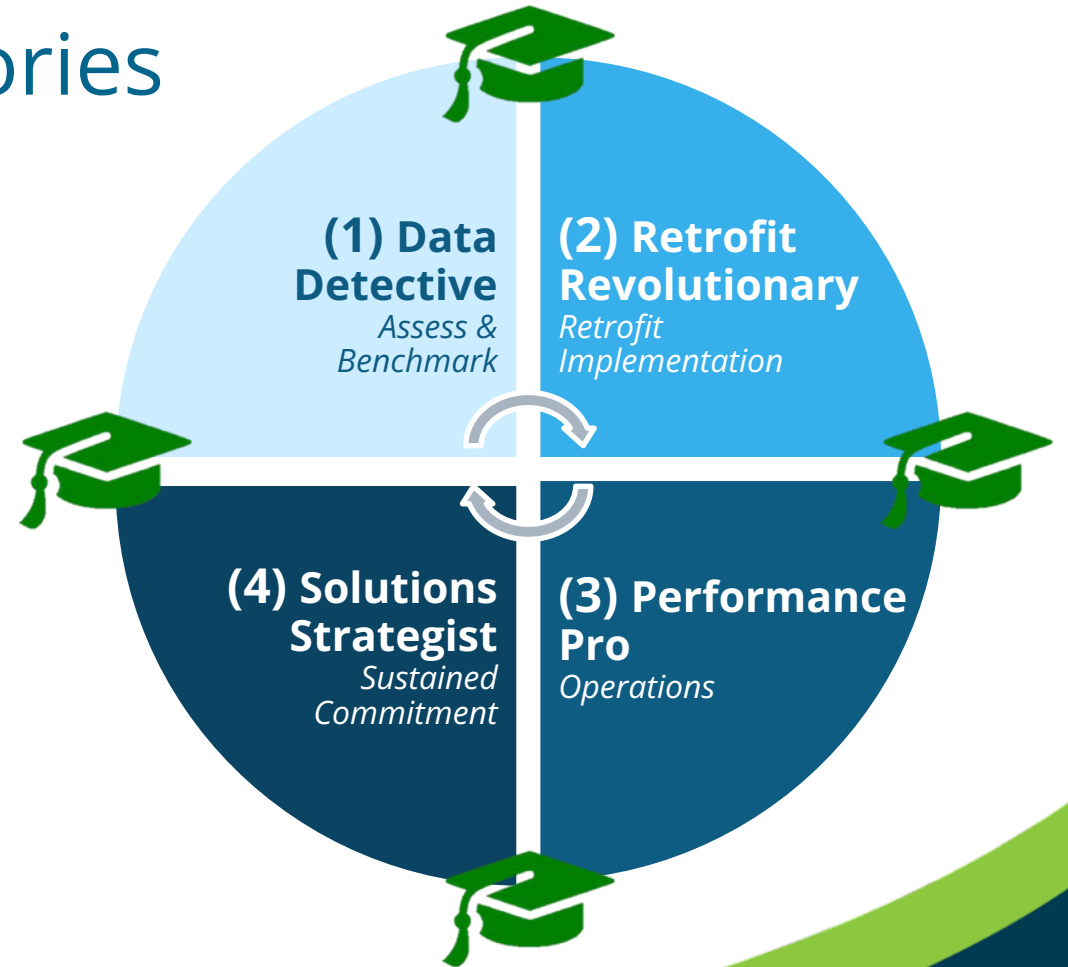 ories
(1) Data
Detective
Assess &
Benchmark
(2) Retrofit
Revolutionary
Retrofit
Implementation
(3) Performance
Pro
Operations
(4) Solutions
Strategist
Sustained
Commitment